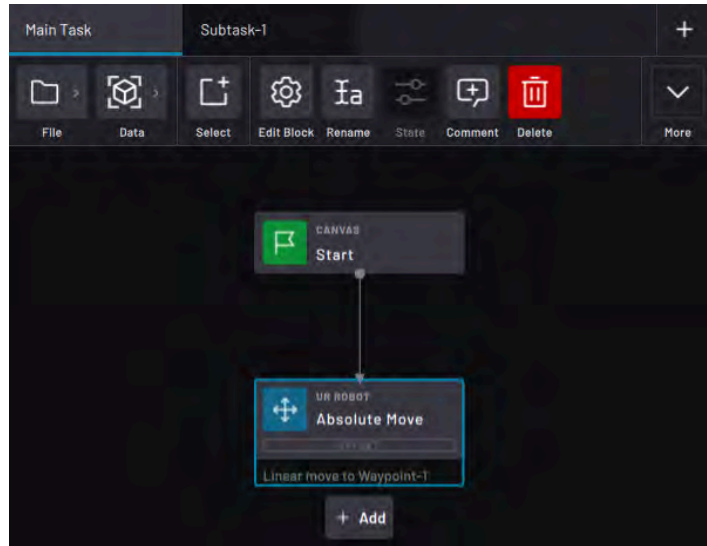 Main Task
Subtask-1
+
File
Data
Select
Edit Block
Rename
State
Comment
Delete
More
CANVAS
Start
UR ROBOT
Absolute Move
Linear move to Waypoint-1
+ Add